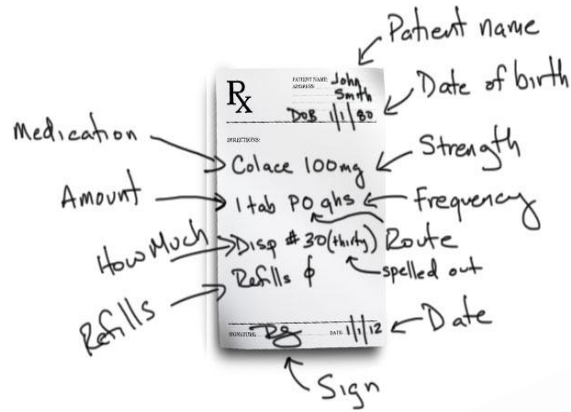 Patient name
Rx
PATIENT NAME: John Smith
ADDRESS
DOB 1/1/80
Date of birth
DIRECTIONS:
Medication
Colace 100mg
Strength
Amount
1 tab PO qhs
Frequency
How Much
Disp # 30 (thirty)
Route
spelled out
Refills
Refills ϕ
SIGNATURE:
DATE: 1/1/12
Date
Sign